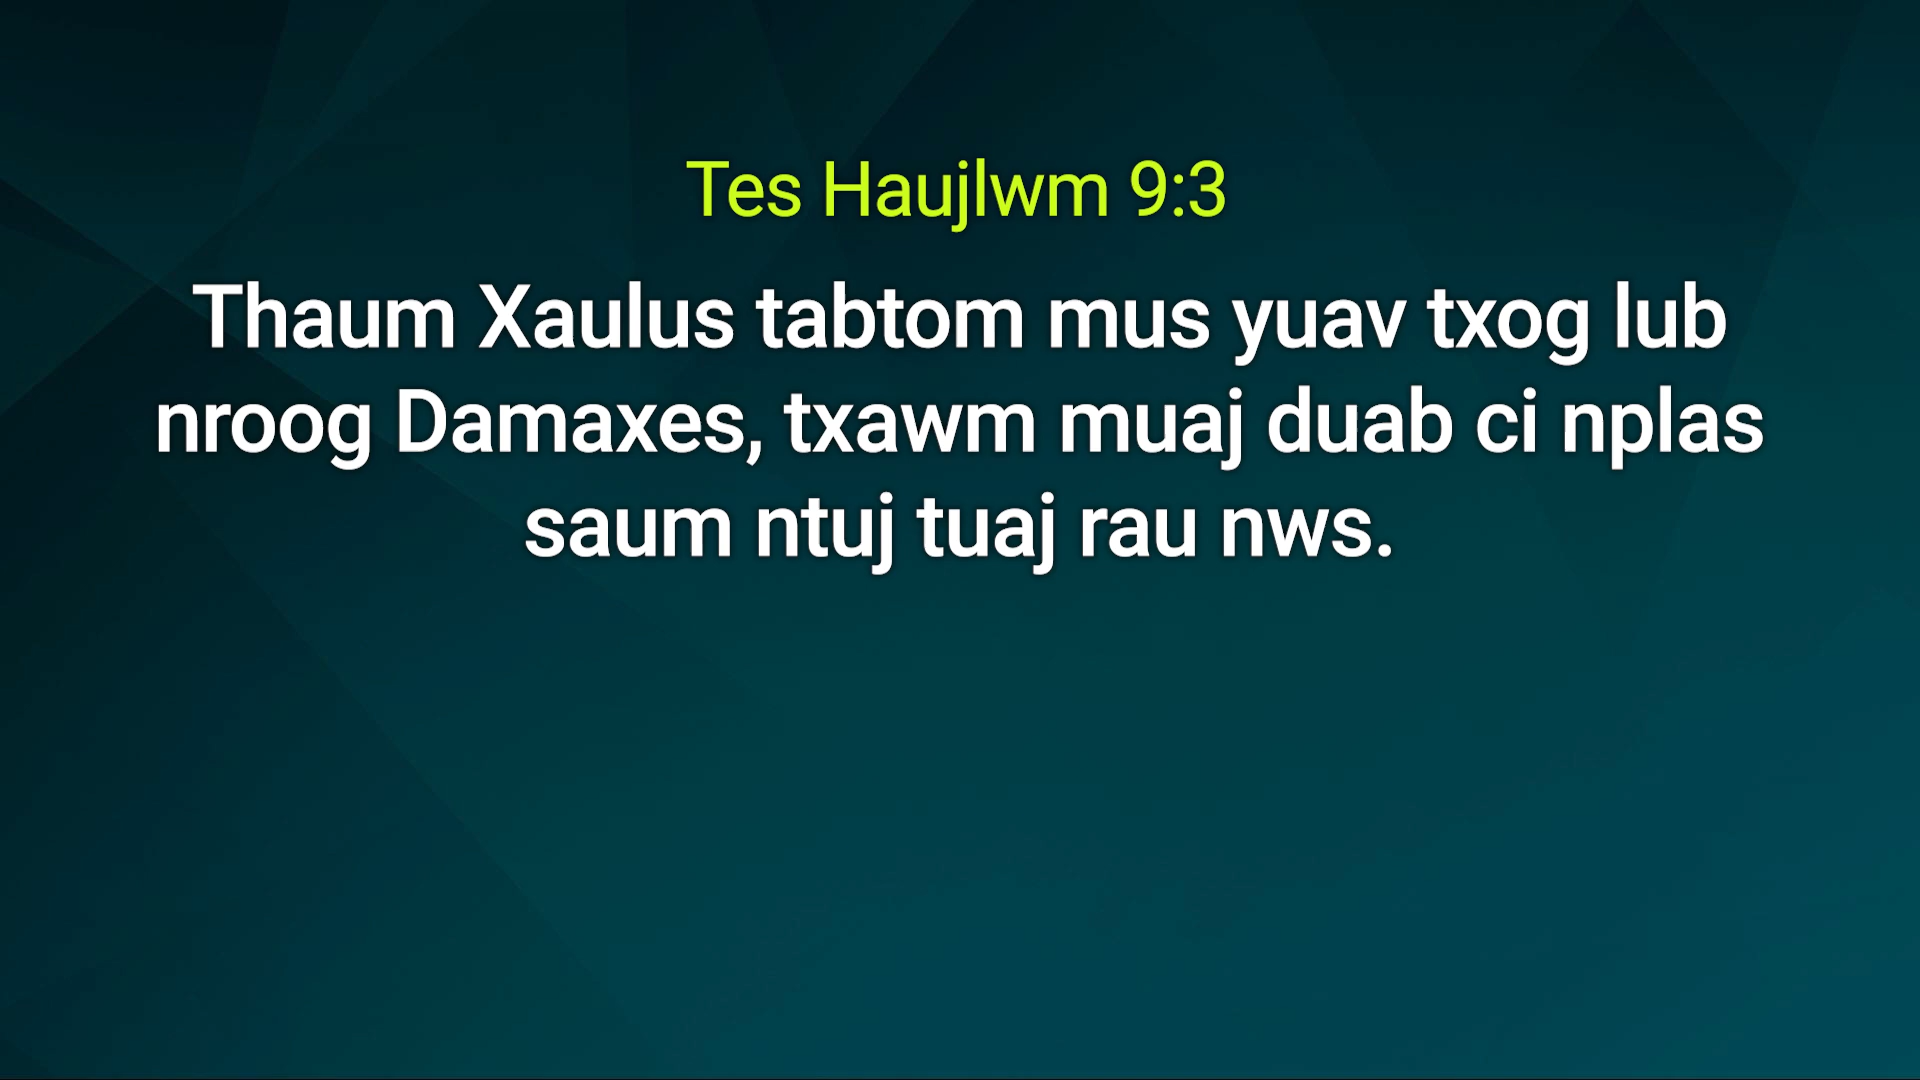 Tes Haujlwm 9:3
Thaum Xaulus tabtom mus yuav txog lub
nroog Damaxes, txawm muaj duab ci nplas
saum ntuj tuaj rau nws.